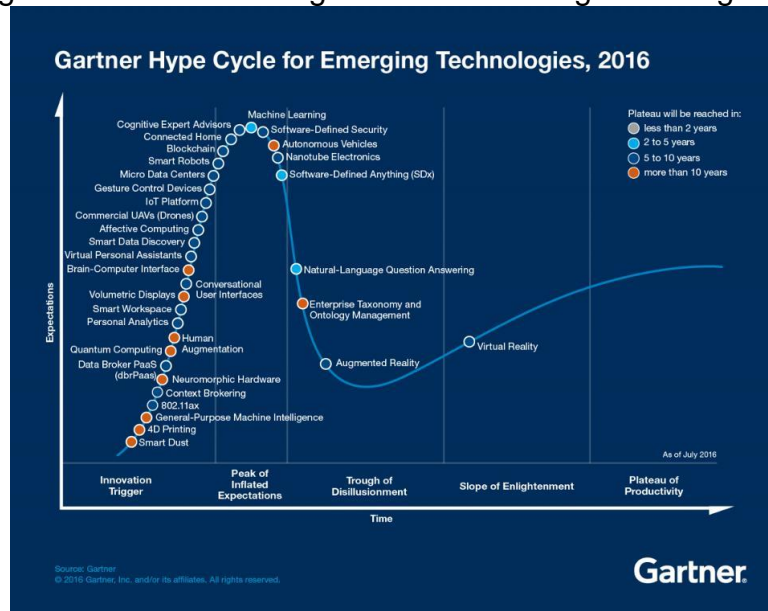 Gartner Hype Cycle for Emerging Technologies, 2016
Plateau will be reached in:
less than 2 years
2 to 5 years
5 to 10 years
more than 10 years
Expectations
Machine Learning
Cognitive Expert Advisors
Software-Defined Security
Connected Home
Autonomous Vehicles
Blockchain
Nanotube Electronics
Smart Robots
Micro Data Centers
Software-Defined Anything (SDx)
Gesture Control Devices
IoT Platform
Commercial UAVs (Drones)
Affective Computing
Smart Data Discovery
Virtual Personal Assistants
Brain-Computer Interface
Natural-Language Question Answering
Conversational
User Interfaces
Volumetric Displays
Enterprise Taxonomy and
Ontology Management
Smart Workspace
Personal Analytics
Human
Augmentation
Quantum Computing
Virtual Reality
Data Broker PaaS
(dbrPaas)
Augmented Reality
Neuromorphic Hardware
Context Brokering
802.11ax
General-Purpose Machine Intelligence
4D Printing
Smart Dust
As of July 2016
Innovation
Trigger
Peak of
Inflated
Expectations
Trough of
Disillusionment
Slope of Enlightenment
Plateau of
Productivity
Time
Source: Gartner
© 2016 Gartner, Inc. and/or its affiliates. All rights reserved.
Gartner.